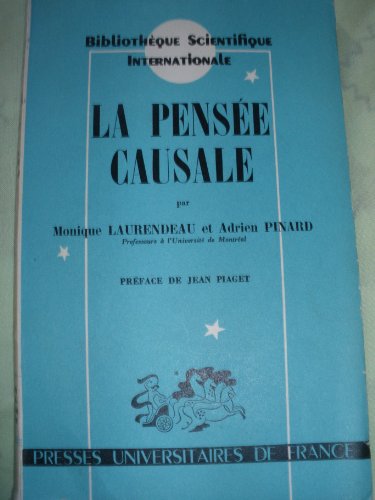 Bibliothèque Scientifique
Internationale
LA PENSÉE
CAUSALE
par
Monique LAURENDEAU et Adrien PINARD
Professeurs à l'Université de Montréal
PRÉFACE DE JEAN PIAGET
PRESSES UNIVERSITAIRES DE FRANCE